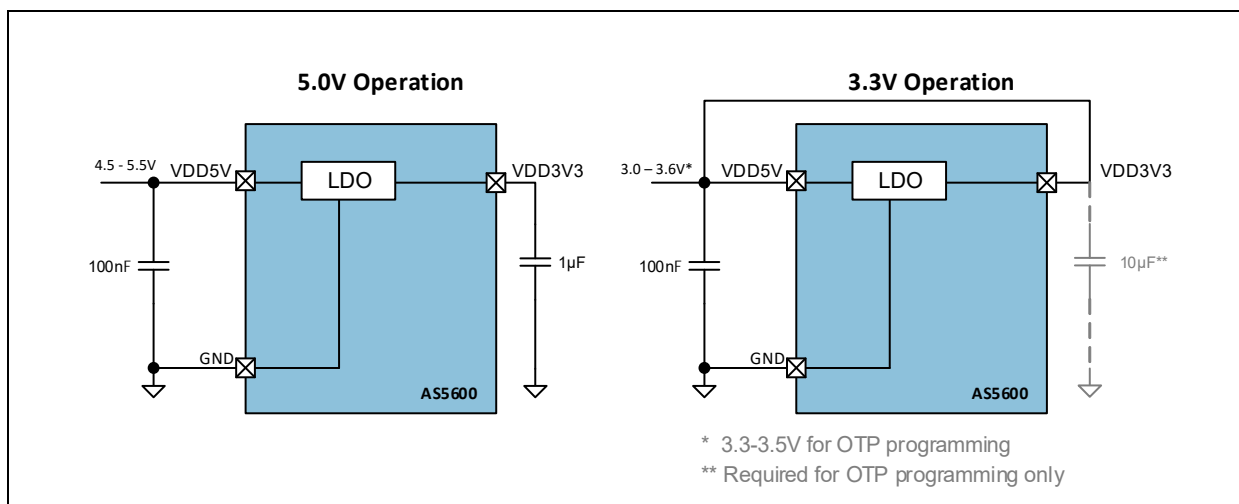 5.0V Operation
4.5 - 5.5V
VDD5V
LDO
VDD3V3
100nF
1µF
GND
AS5600
3.3V Operation
3.0 – 3.6V*
VDD5V
LDO
VDD3V3
100nF
10µF**
GND
AS5600
* 3.3-3.5V for OTP programming
** Required for OTP programming only